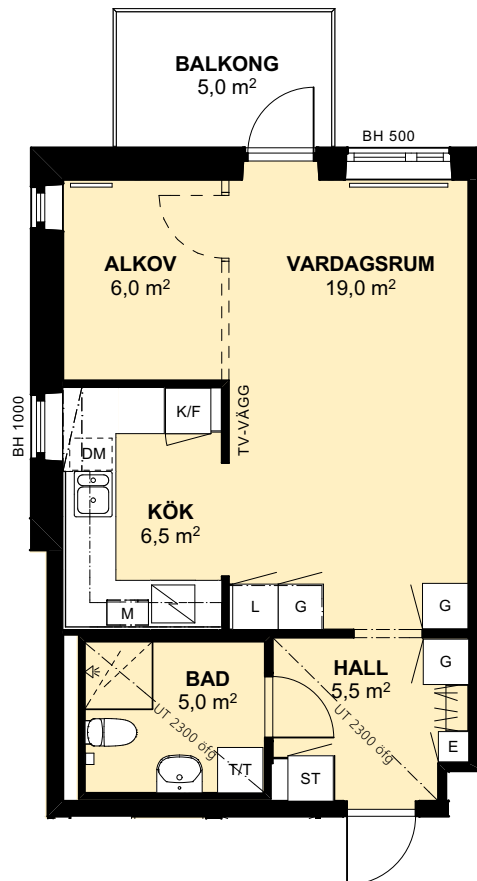 BALKONG
5,0 m²
BH 500
ALKOV
6,0 m²
VARDAGSRUM
19,0 m²
BH 1000
K/F
TV-VÄGG
DM
KÖK
6,5 m²
M
L
G
G
BAD
5,0 m²
UT 2300 öfg
T/T
HALL
5,5 m²
UT 2300 öfg
G
E
ST